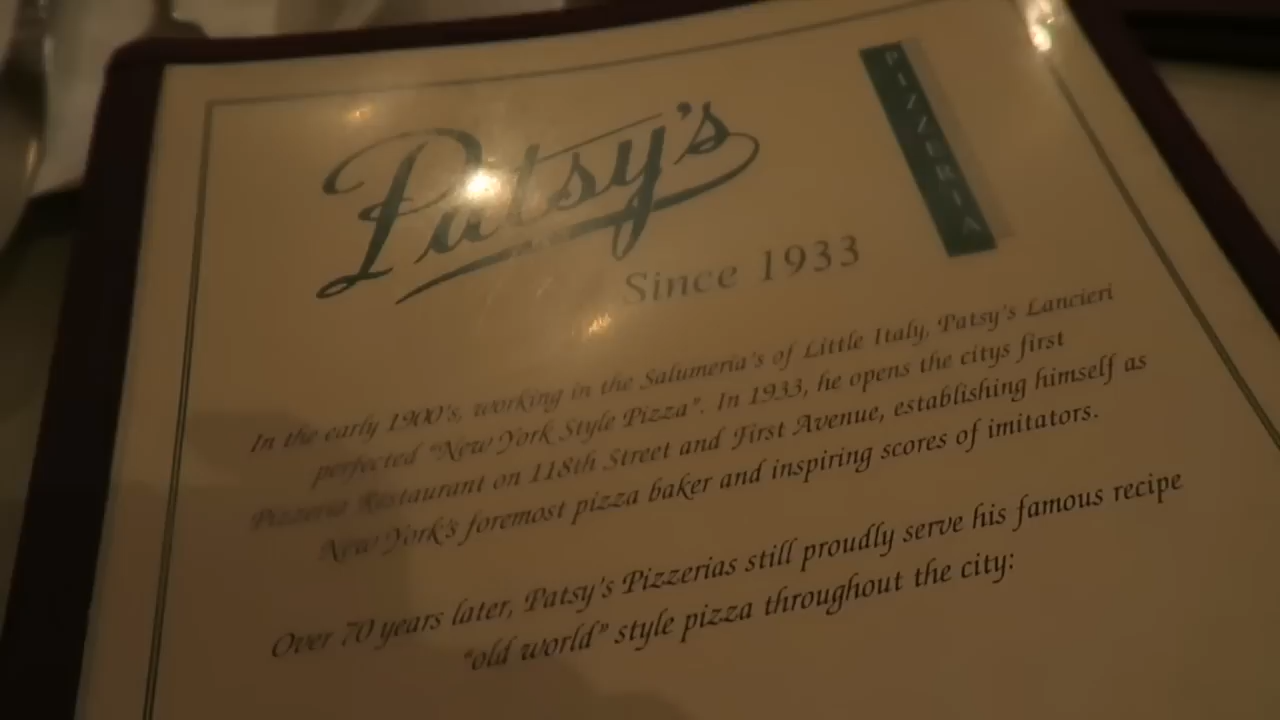 Patsy's
PIZZERIA
Since 1933
In the early 1900's, working in the Salumeria's of Little Italy, Patsy's Lancieri
perfected "New York Style Pizza". In 1933, he opens the citys first
Pizzeria Restaurant on 118th Street and First Avenue, establishing himself as
New York's foremost pizza baker and inspiring scores of imitators.
Over 70 years later, Patsy's Pizzerias still proudly serve his famous recipe
"old world" style pizza throughout the city: